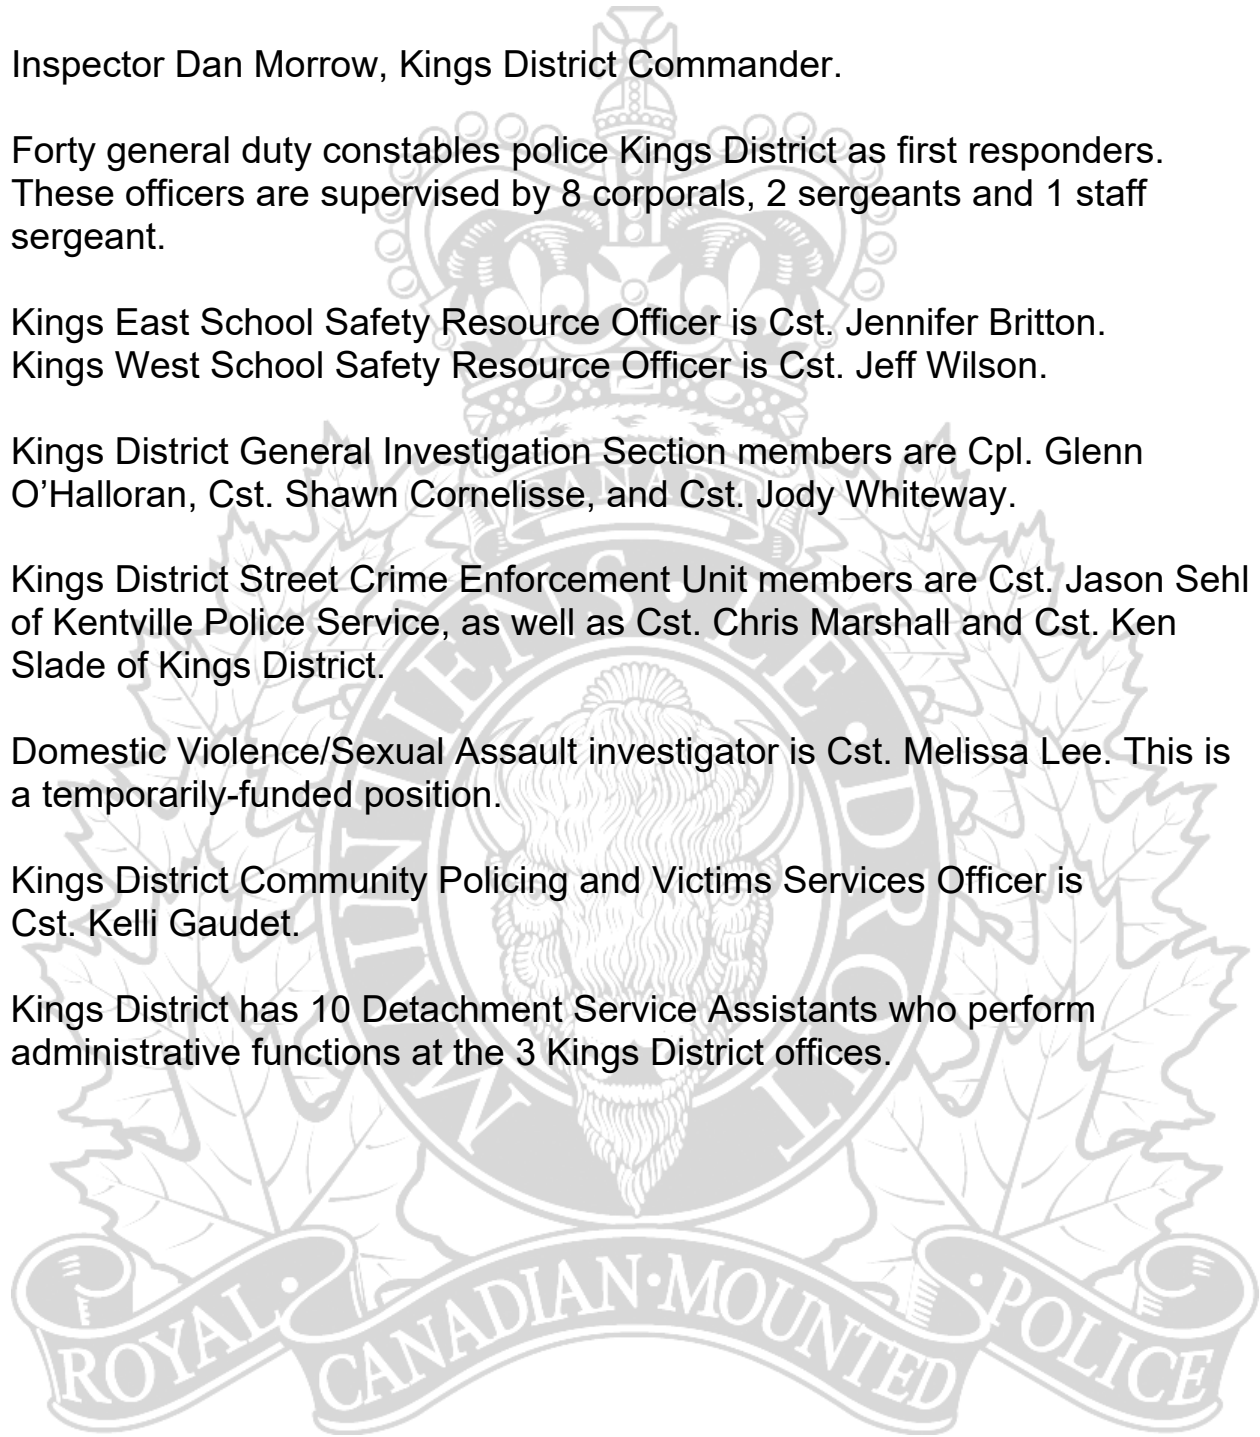 Inspector Dan Morrow, Kings District Commander.
Forty general duty constables police Kings District as first responders.
These officers are supervised by 8 corporals, 2 sergeants and 1 staff
sergeant.
Kings East School Safety Resource Officer is Cst. Jennifer Britton.
Kings West School Safety Resource Officer is Cst. Jeff Wilson.
Kings District General Investigation Section members are Cpl. Glenn
O’Halloran, Cst. Shawn Cornelisse, and Cst. Jody Whiteway.
CANADA
Kings District Street Crime Enforcement Unit members are Cst. Jason Sehl
of Kentville Police Service, as well as Cst. Chris Marshall and Cst. Ken
Slade of Kings District.
Domestic Violence/Sexual Assault investigator is Cst. Melissa Lee. This is
a temporarily-funded position.
Kings District Community Policing and Victims Services Officer is
Cst. Kelli Gaudet.
Kings District has 10 Detachment Service Assistants who perform
administrative functions at the 3 Kings District offices.
MAINTIENS·LE·DROIT
ROYAL·CANADIAN·MOUNTED·POLICE